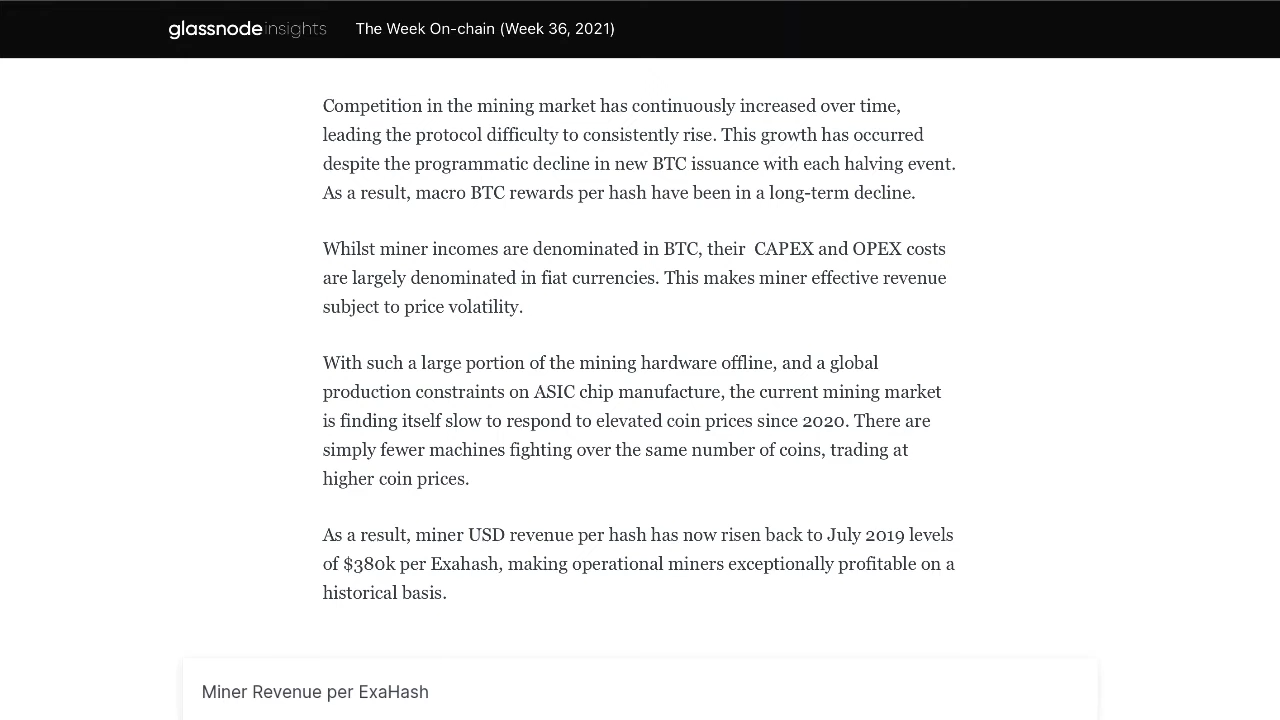 glassnode insights The Week On-chain (Week 36, 2021)
Competition in the mining market has continuously increased over time,
leading the protocol difficulty to consistently rise. This growth has occurred
despite the programmatic decline in new BTC issuance with each halving event.
As a result, macro BTC rewards per hash have been in a long-term decline.
Whilst miner incomes are denominated in BTC, their  CAPEX and OPEX costs
are largely denominated in fiat currencies. This makes miner effective revenue
subject to price volatility.
With such a large portion of the mining hardware offline, and a global
production constraints on ASIC chip manufacture, the current mining market
is finding itself slow to respond to elevated coin prices since 2020. There are
simply fewer machines fighting over the same number of coins, trading at
higher coin prices.
As a result, miner USD revenue per hash has now risen back to July 2019 levels
of $380k per Exahash, making operational miners exceptionally profitable on a
historical basis.
Miner Revenue per ExaHash